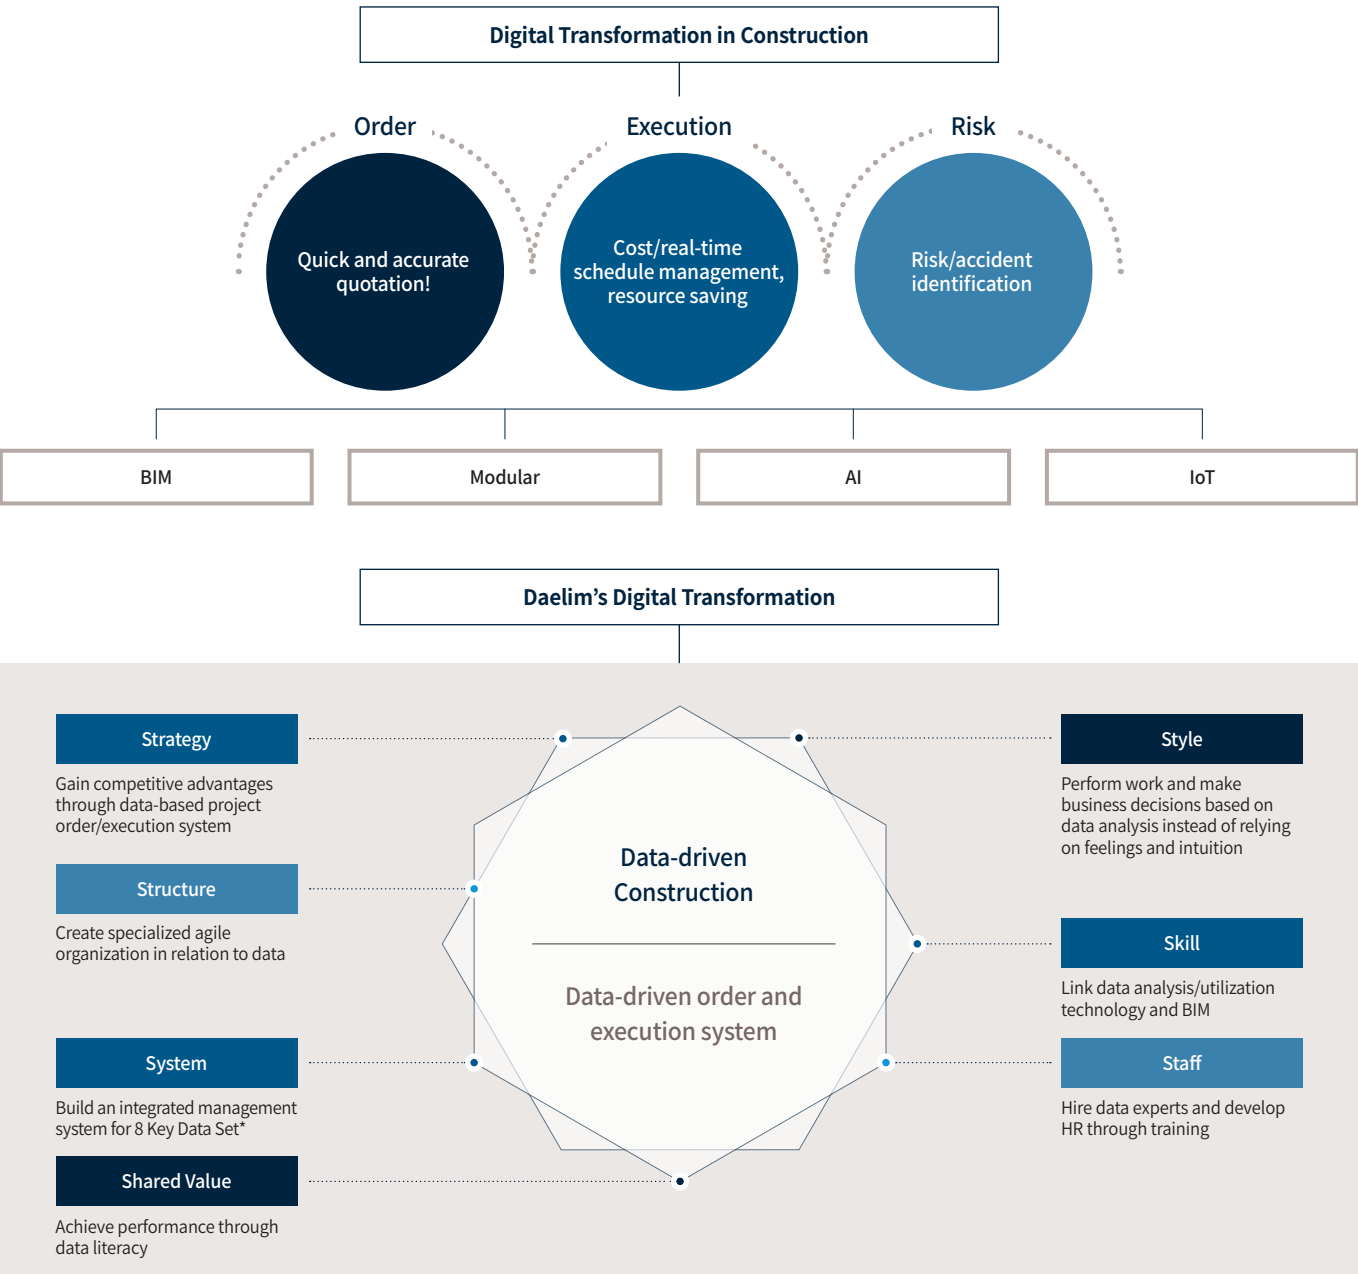 Digital Transformation in Construction
Order
Execution
Risk
Quick and accurate
quotation!
Cost/real-time
schedule management,
resource saving
Risk/accident
identification
BIM
Modular
AI
IoT
Daelim’s Digital Transformation
Strategy
Gain competitive advantages
through data-based project
order/execution system
Structure
Create specialized agile
organization in relation to data
System
Build an integrated management
system for 8 Key Data Set*
Shared Value
Achieve performance through
data literacy
Data-driven
Construction
Data-driven order and
execution system
Style
Perform work and make
business decisions based on
data analysis instead of relying
on feelings and intuition
Skill
Link data analysis/utilization
technology and BIM
Staff
Hire data experts and develop
HR through training